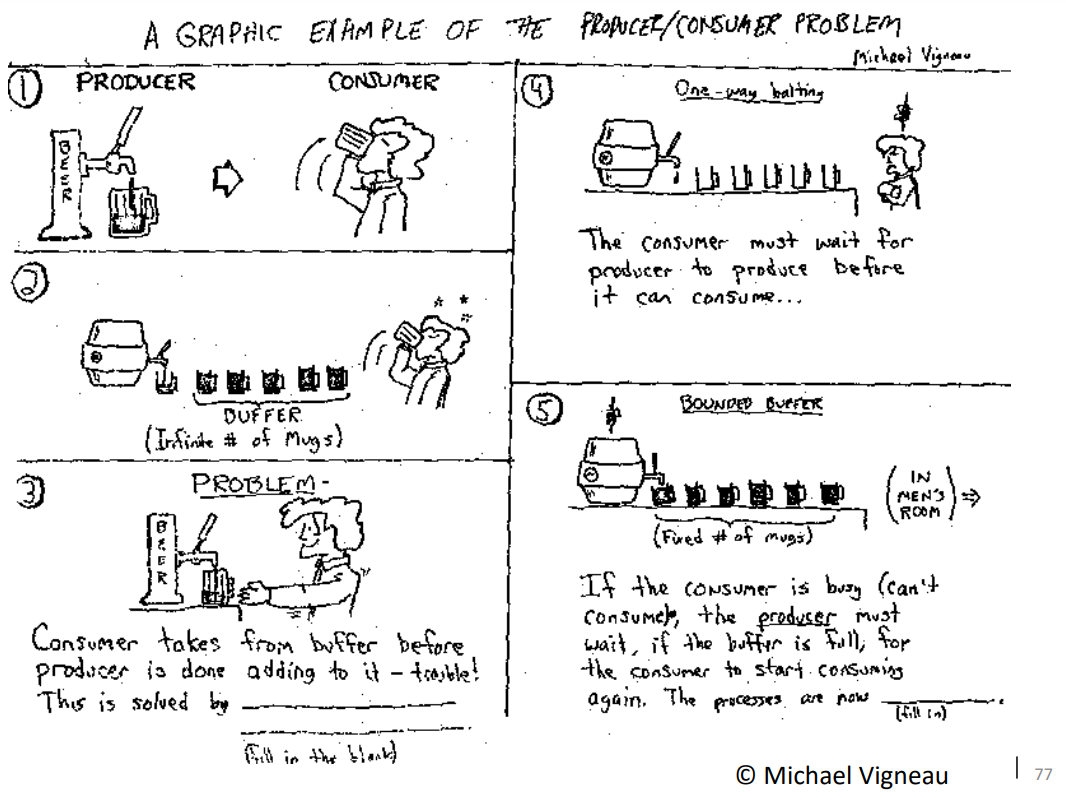 A GRAPHIC EXAMPLE OF THE PRODUCER/CONSUMER PROBLEM
Michael Vigneau
1
PRODUCER
CONSUMER
BEER
2
BUFFER
(Infinite # of Mugs)
3
PROBLEM-
BEER
Consumer takes from buffer before
producer is done adding to it – trouble!
This is solved by
(fill in the blank)
4
One-way waiting
The consumer must wait for
producer to produce before
it can consume...
5
BOUNDED BUFFER
(Fixed # of mugs)
(IN
MEN'S
ROOM)
If the consumer is busy (can't
consume), the producer must
wait, if the buffer is full, for
the consumer to start consuming
again. The processes are now
(fill in)
© Michael Vigneau
77